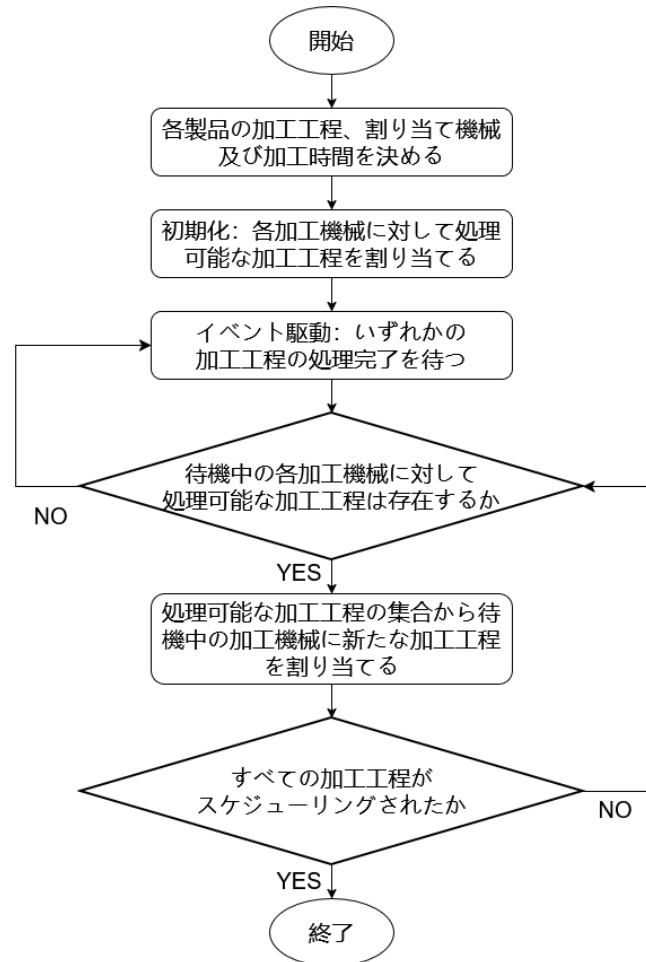 開始
各製品の加工工程、割り当て機械
及び加工時間を決める
初期化：各加工機械に対して処理
可能な加工工程を割り当てる
イベント駆動：いずれかの
加工工程の処理完了を待つ
待機中の各加工機械に対して
処理可能な加工工程は存在するか
NO
YES
処理可能な加工工程の集合から待
機中の加工機械に新たな加工工程
を割り当てる
すべての加工工程が
スケジューリングされたか
NO
YES
終了